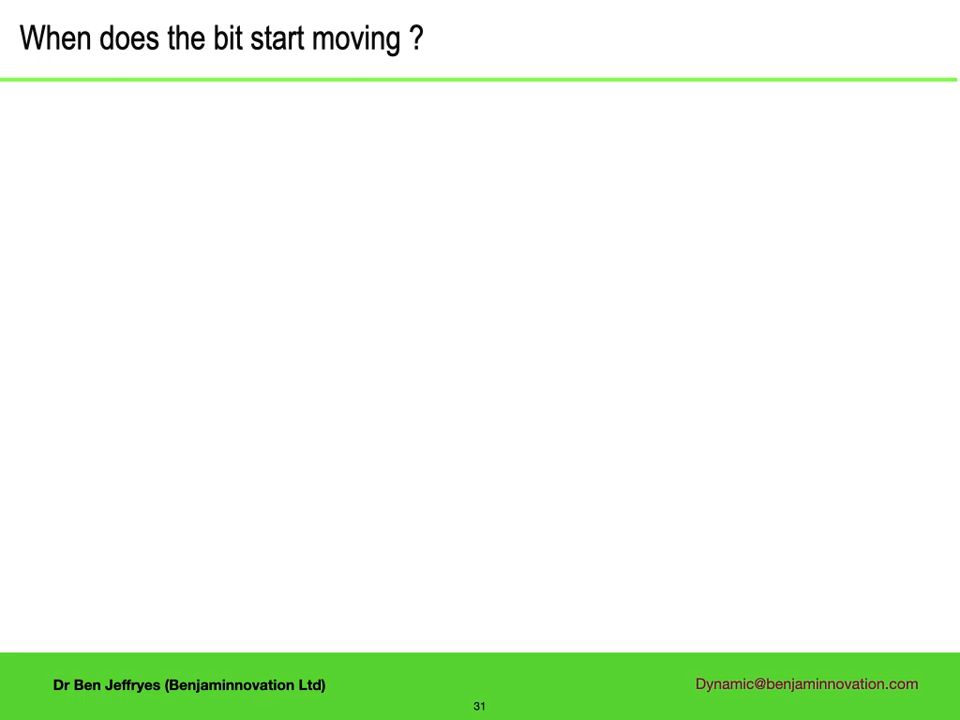 When does the bit start moving ?
Dr Ben Jeffryes (Benjaminnovation Ltd)
Dynamic@benjaminnovation.com
31